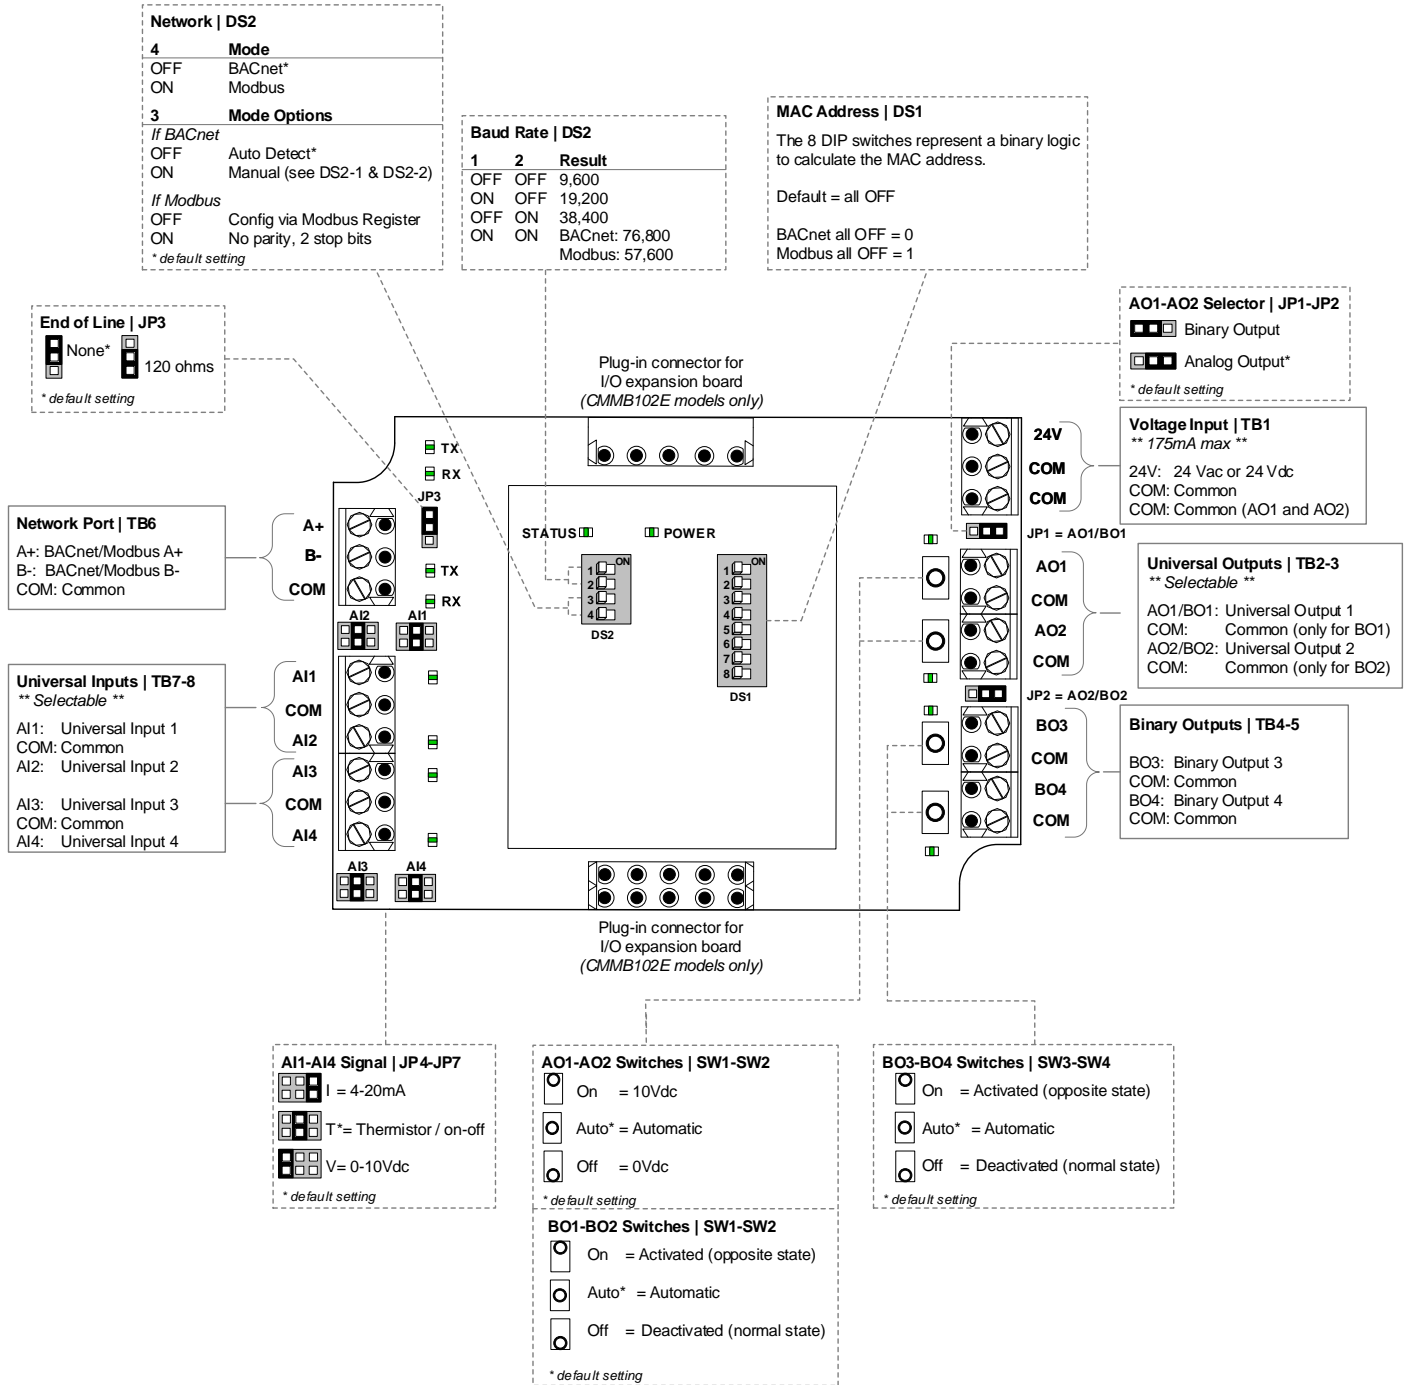 Network | DS2
4 Mode
OFF BACnet*
ON Modbus
3 Mode Options
If BACnet
OFF Auto Detect*
ON Manual (see DS2-1 & DS2-2)
If Modbus
OFF Config via Modbus Register
ON No parity, 2 stop bits
* default setting
Baud Rate | DS2
1 2 Result
OFF OFF 9,600
ON OFF 19,200
OFF ON 38,400
ON ON BACnet: 76,800
Modbus: 57,600
MAC Address | DS1
The 8 DIP switches represent a binary logic
to calculate the MAC address.
Default = all OFF
BACnet all OFF = 0
Modbus all OFF = 1
End of Line | JP3
None*
120 ohms
* default setting
AO1-AO2 Selector | JP1-JP2
Binary Output
Analog Output*
* default setting
Plug-in connector for
I/O expansion board
(CMMB102E models only)
Voltage Input | TB1
** 175mA max **
24V: 24 Vac or 24 Vdc
COM: Common
COM: Common (AO1 and AO2)
Network Port | TB6
A+: BACnet/Modbus A+
B-: BACnet/Modbus B-
COM: Common
Universal Outputs | TB2-3
** Selectable **
AO1/BO1: Universal Output 1
COM: Common (only for BO1)
AO2/BO2: Universal Output 2
COM: Common (only for BO2)
Universal Inputs | TB7-8
** Selectable **
AI1: Universal Input 1
COM: Common
AI2: Universal Input 2
AI3: Universal Input 3
COM: Common
AI4: Universal Input 4
Binary Outputs | TB4-5
BO3: Binary Output 3
COM: Common
BO4: Binary Output 4
COM: Common
TX
RX
JP3
A+
B-
COM
TX
RX
AI2 AI1
AI1
COM
AI2
AI3
COM
AI4
AI3 AI4
STATUS
POWER
ON
1
2
3
4
DS2
ON
1
2
3
4
5
6
7
8
DS1
24V
COM
COM
JP1 = AO1/BO1
AO1
COM
AO2
COM
JP2 = AO2/BO2
BO3
COM
BO4
COM
Plug-in connector for
I/O expansion board
(CMMB102E models only)
AI1-AI4 Signal | JP4-JP7
I = 4-20mA
T*= Thermistor / on-off
V= 0-10Vdc
* default setting
AO1-AO2 Switches | SW1-SW2
On = 10Vdc
Auto* = Automatic
Off = 0Vdc
* default setting
BO1-BO2 Switches | SW1-SW2
On = Activated (opposite state)
Auto* = Automatic
Off = Deactivated (normal state)
* default setting
BO3-BO4 Switches | SW3-SW4
On = Activated (opposite state)
Auto* = Automatic
Off = Deactivated (normal state)
* default setting